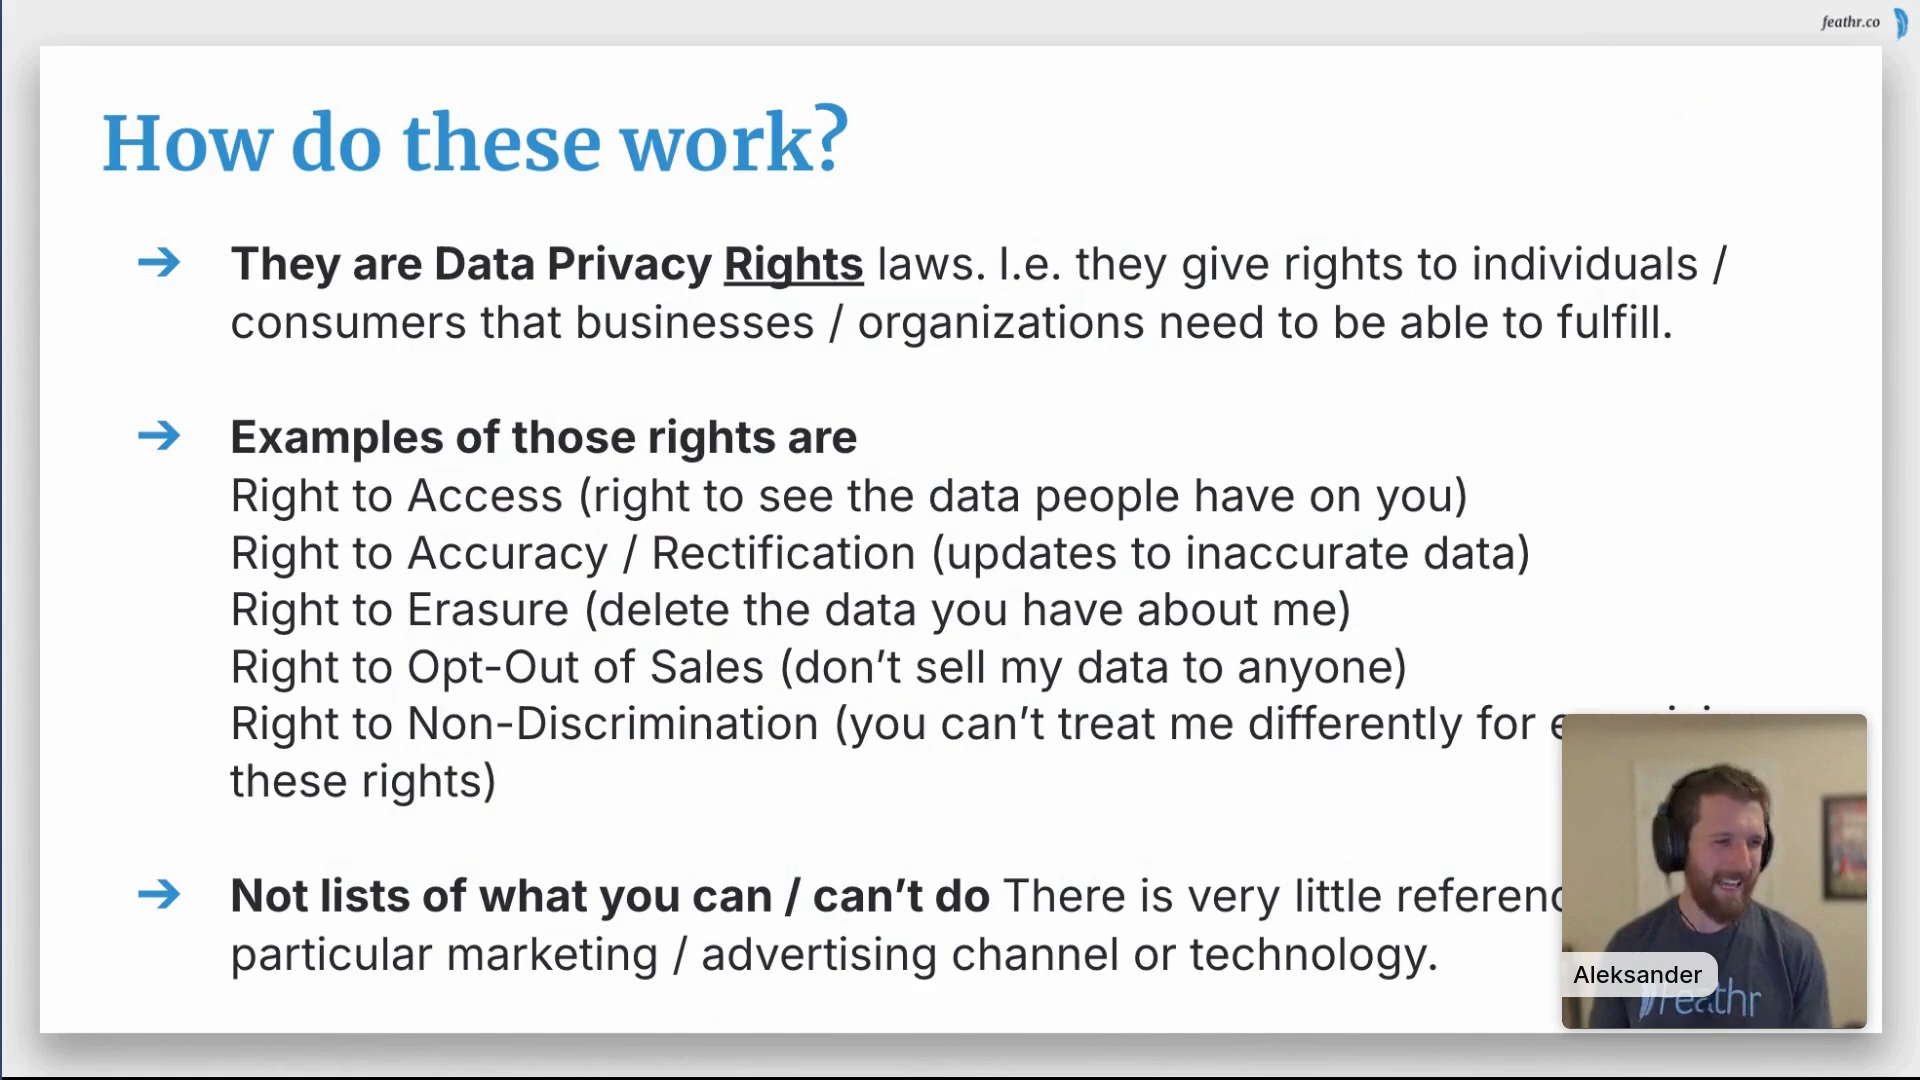 feathr.co
How do these work?
→ They are Data Privacy Rights laws. I.e. they give rights to individuals /
consumers that businesses / organizations need to be able to fulfill.
→ Examples of those rights are
Right to Access (right to see the data people have on you)
Right to Accuracy / Rectification (updates to inaccurate data)
Right to Erasure (delete the data you have about me)
Right to Opt-Out of Sales (don’t sell my data to anyone)
Right to Non-Discrimination (you can’t treat me differently for
these rights)
→ Not lists of what you can / can’t do There is very little
particular marketing / advertising channel or technology.
Aleksander
feathr